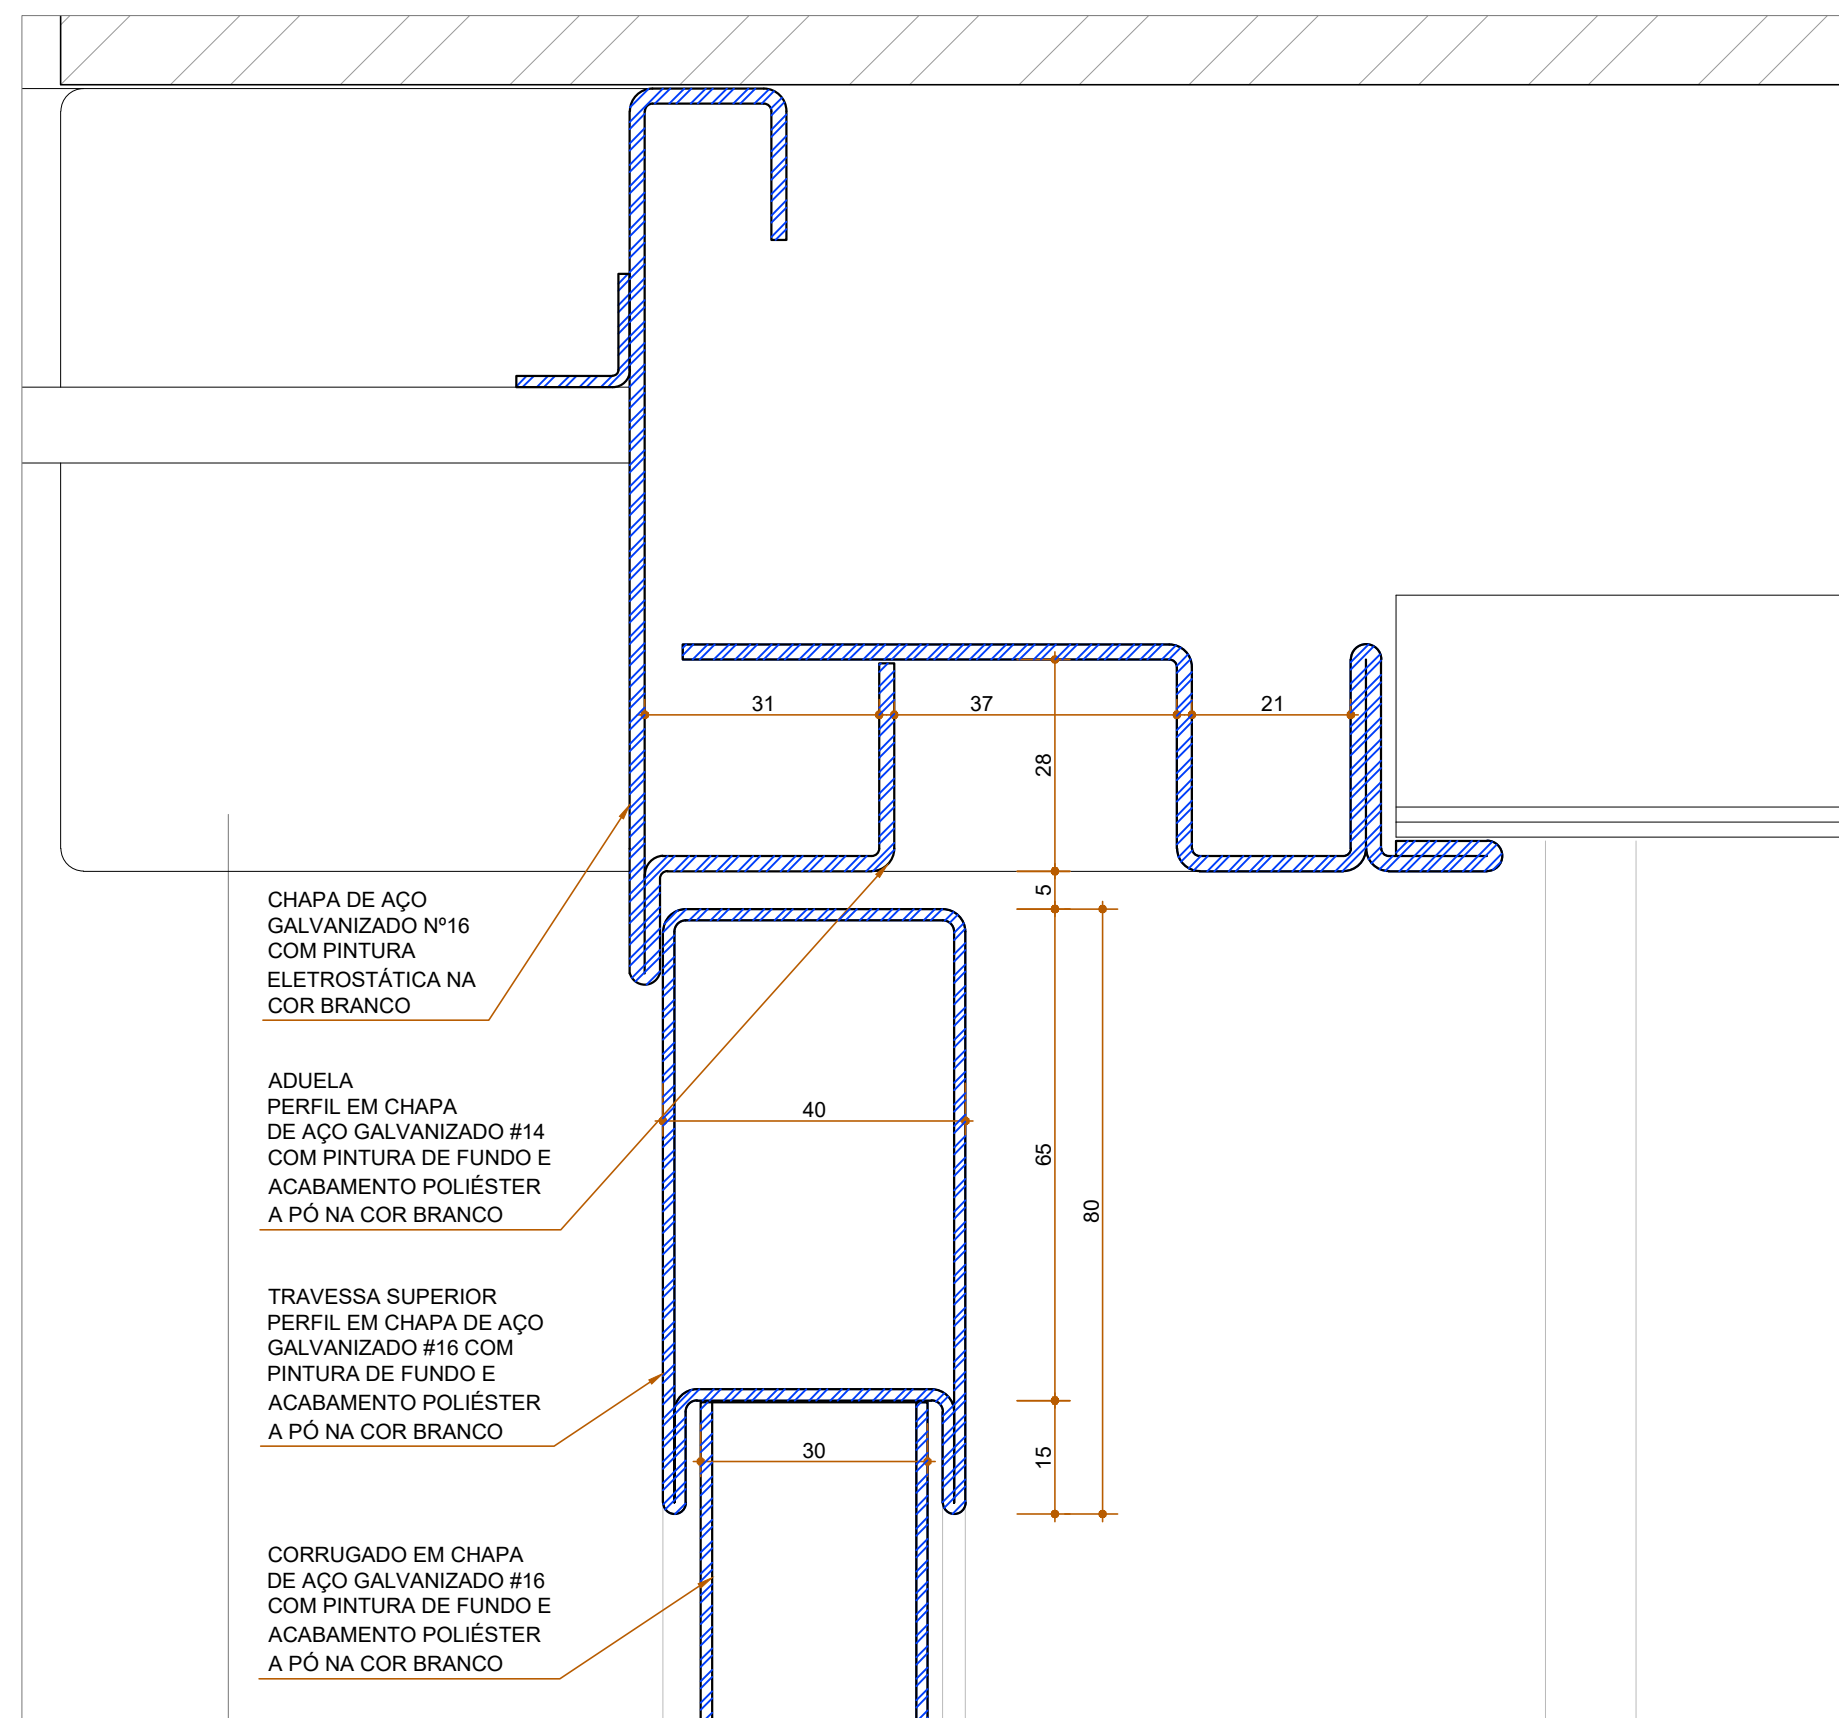 31
37
21
28
5
CHAPA DE AÇO
GALVANIZADO Nº16
COM PINTURA
ELETROSTÁTICA NA
COR BRANCO
ADUELA
PERFIL EM CHAPA
DE AÇO GALVANIZADO #14
COM PINTURA DE FUNDO E
ACABAMENTO POLIÉSTER
A PÓ NA COR BRANCO
40
65
80
TRAVESSA SUPERIOR
PERFIL EM CHAPA DE AÇO
GALVANIZADO #16 COM
PINTURA DE FUNDO E
ACABAMENTO POLIÉSTER
A PÓ NA COR BRANCO
30
15
CORRUGADO EM CHAPA
DE AÇO GALVANIZADO #16
COM PINTURA DE FUNDO E
ACABAMENTO POLIÉSTER
A PÓ NA COR BRANCO